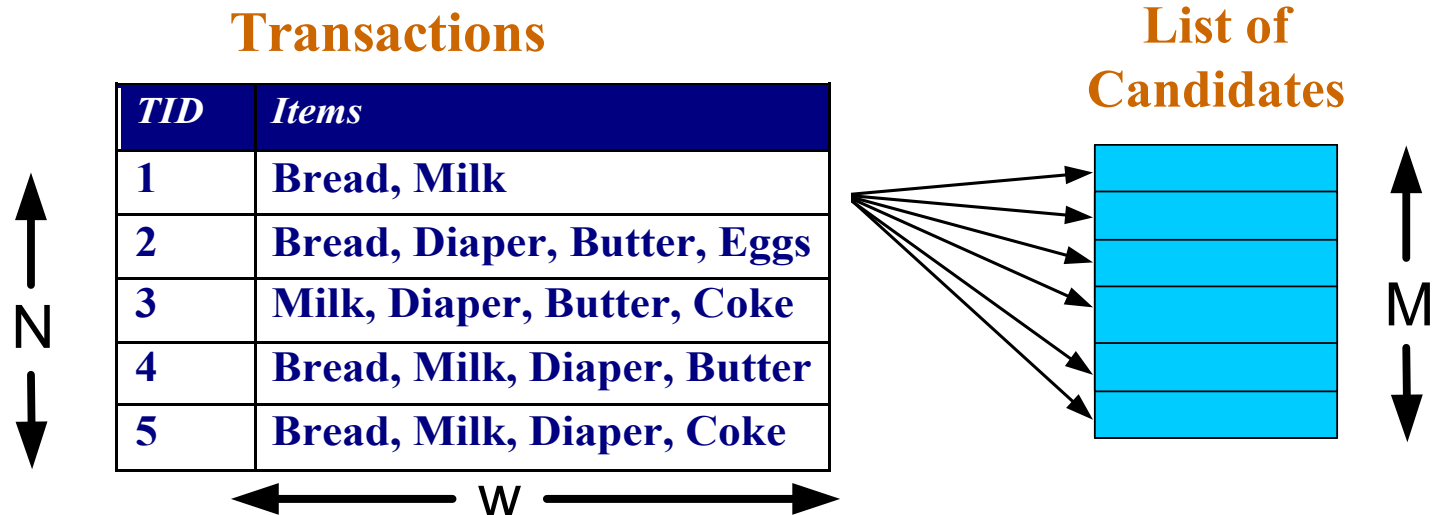 Transactions
List of
Candidates
TID Items
1 Bread, Milk
2 Bread, Diaper, Butter, Eggs
3 Milk, Diaper, Butter, Coke
4 Bread, Milk, Diaper, Butter
5 Bread, Milk, Diaper, Coke
N
M
w